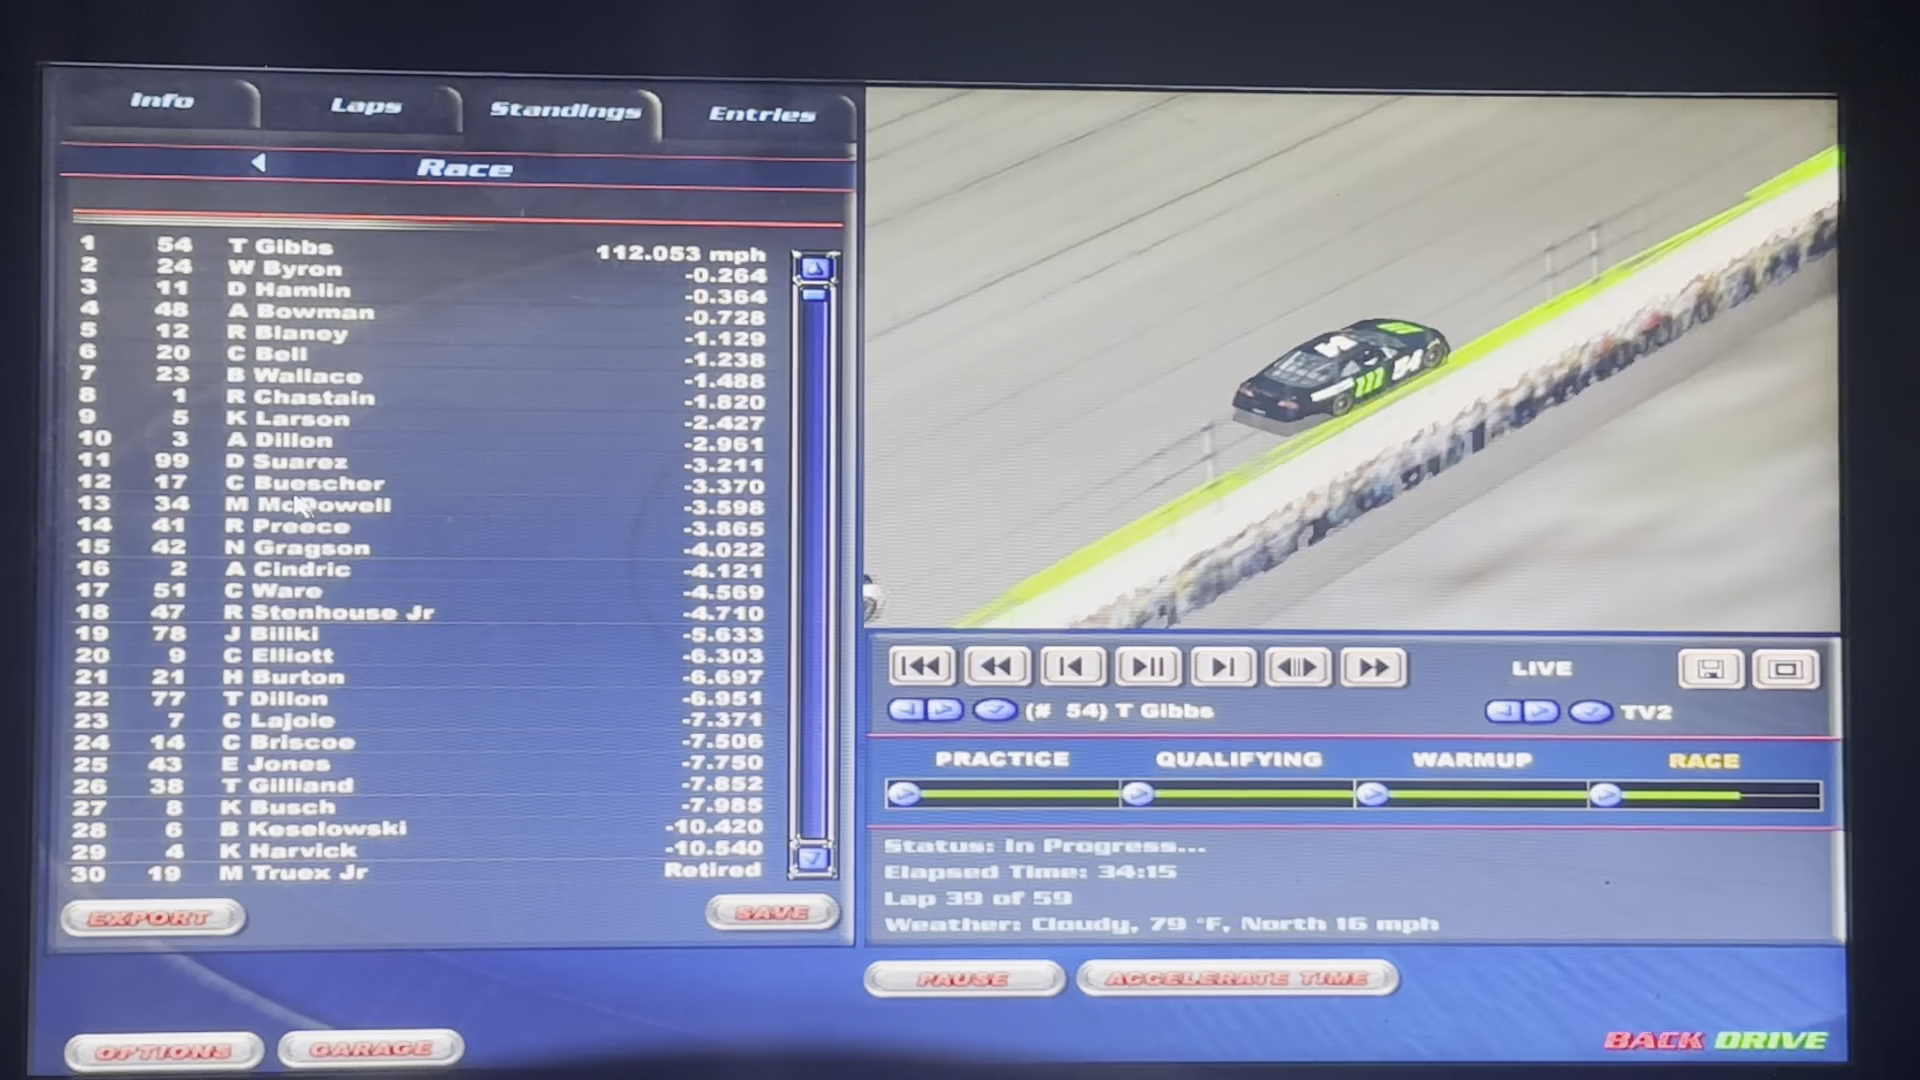 Info Laps Standings Entries
Race
1 54 T Gibbs 112.053 mph
2 24 W Byron -0.264
3 11 D Hamlin -0.364
4 48 A Bowman -0.728
5 12 R Blaney -1.129
6 20 C Bell -1.238
7 23 B Wallace -1.488
8 1 R Chastain -1.820
9 5 K Larson -2.427
10 3 A Dillon -2.961
11 99 D Suarez -3.211
12 17 C Buescher -3.370
13 34 M McDowell -3.598
14 41 R Preece -3.865
15 42 N Gragson -4.022
16 2 A Cindric -4.121
17 51 C Ware -4.569
18 47 R Stenhouse Jr -4.710
19 78 J Biliki -5.633
20 9 C Elliott -6.303
21 21 H Burton -6.697
22 77 T Dillon -6.951
23 7 C Lajoie -7.371
24 14 C Briscoe -7.506
25 43 E Jones -7.750
26 38 T Gilliland -7.852
27 8 K Busch -7.985
28 6 B Keselowski -10.420
29 4 K Harvick -10.540
30 19 M Truex Jr Retired
EXPORT SAVE
OPTIONS GARAGE
54
LIVE
(# 54) T Gibbs TV2
PRACTICE QUALIFYING WARMUP RACE
Status: In Progress...
Elapsed Time: 34:15
Lap 39 of 59
Weather: Cloudy, 79 °F, North 16 mph
PAUSE ACCELERATE TIME
BACK DRIVE